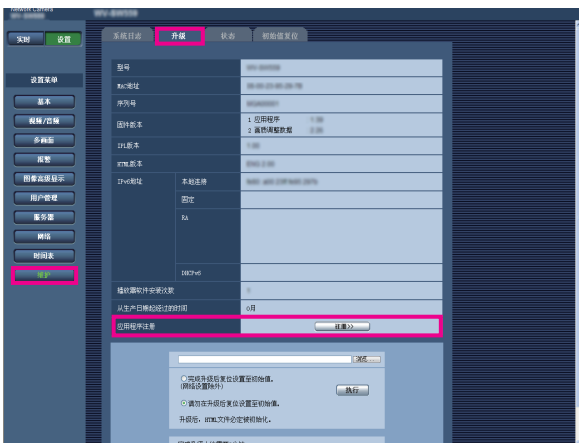 Network Camera
实时 设置
系统日志 升级 状态 初始值复位
设置菜单
基本
视频/音频
多画面
报警
图像高级显示
用户管理
服务器
网络
时间表
维护
型号
MAC地址
序列号
固件版本
1 应用程序
2 画质调整数据
IPL版本
HTML版本
IPv6地址 本地连接
固定
RA
DHCPv6
播放器软件安装次数
从生产日期起经过的时间 0月
应用程序注册 注册>>
浏览...
完成升级后复位设置至初始值。
(网络设置除外)
执行
请勿在升级后复位设置至初始值。
升级后，HTML文件必定被初始化。